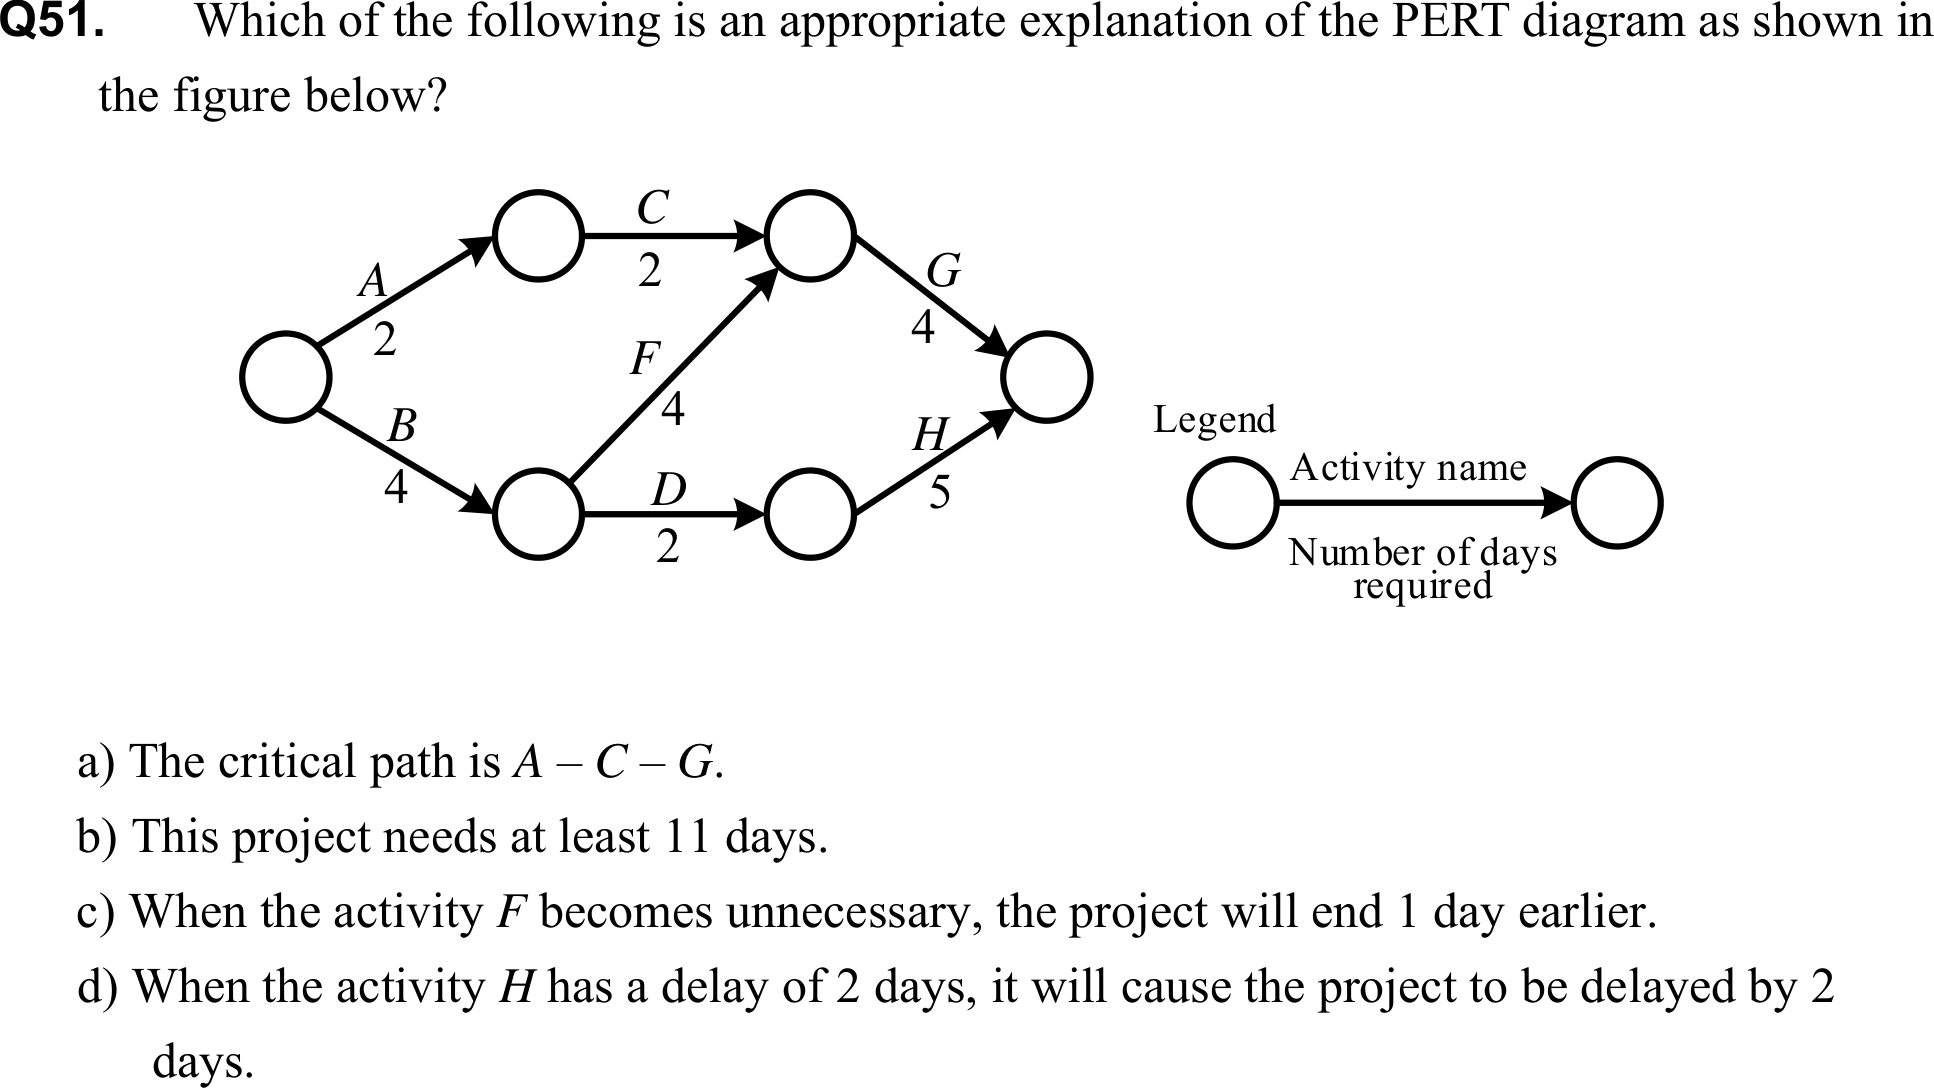 Q51. Which of the following is an appropriate explanation of the PERT diagram as shown in
the figure below?
C
2
A
2
G
4
F
4
B
4
H
5
D
2
Legend
Activity name
Number of days
required
a) The critical path is A – C – G.
b) This project needs at least 11 days.
c) When the activity F becomes unnecessary, the project will end 1 day earlier.
d) When the activity H has a delay of 2 days, it will cause the project to be delayed by 2
days.